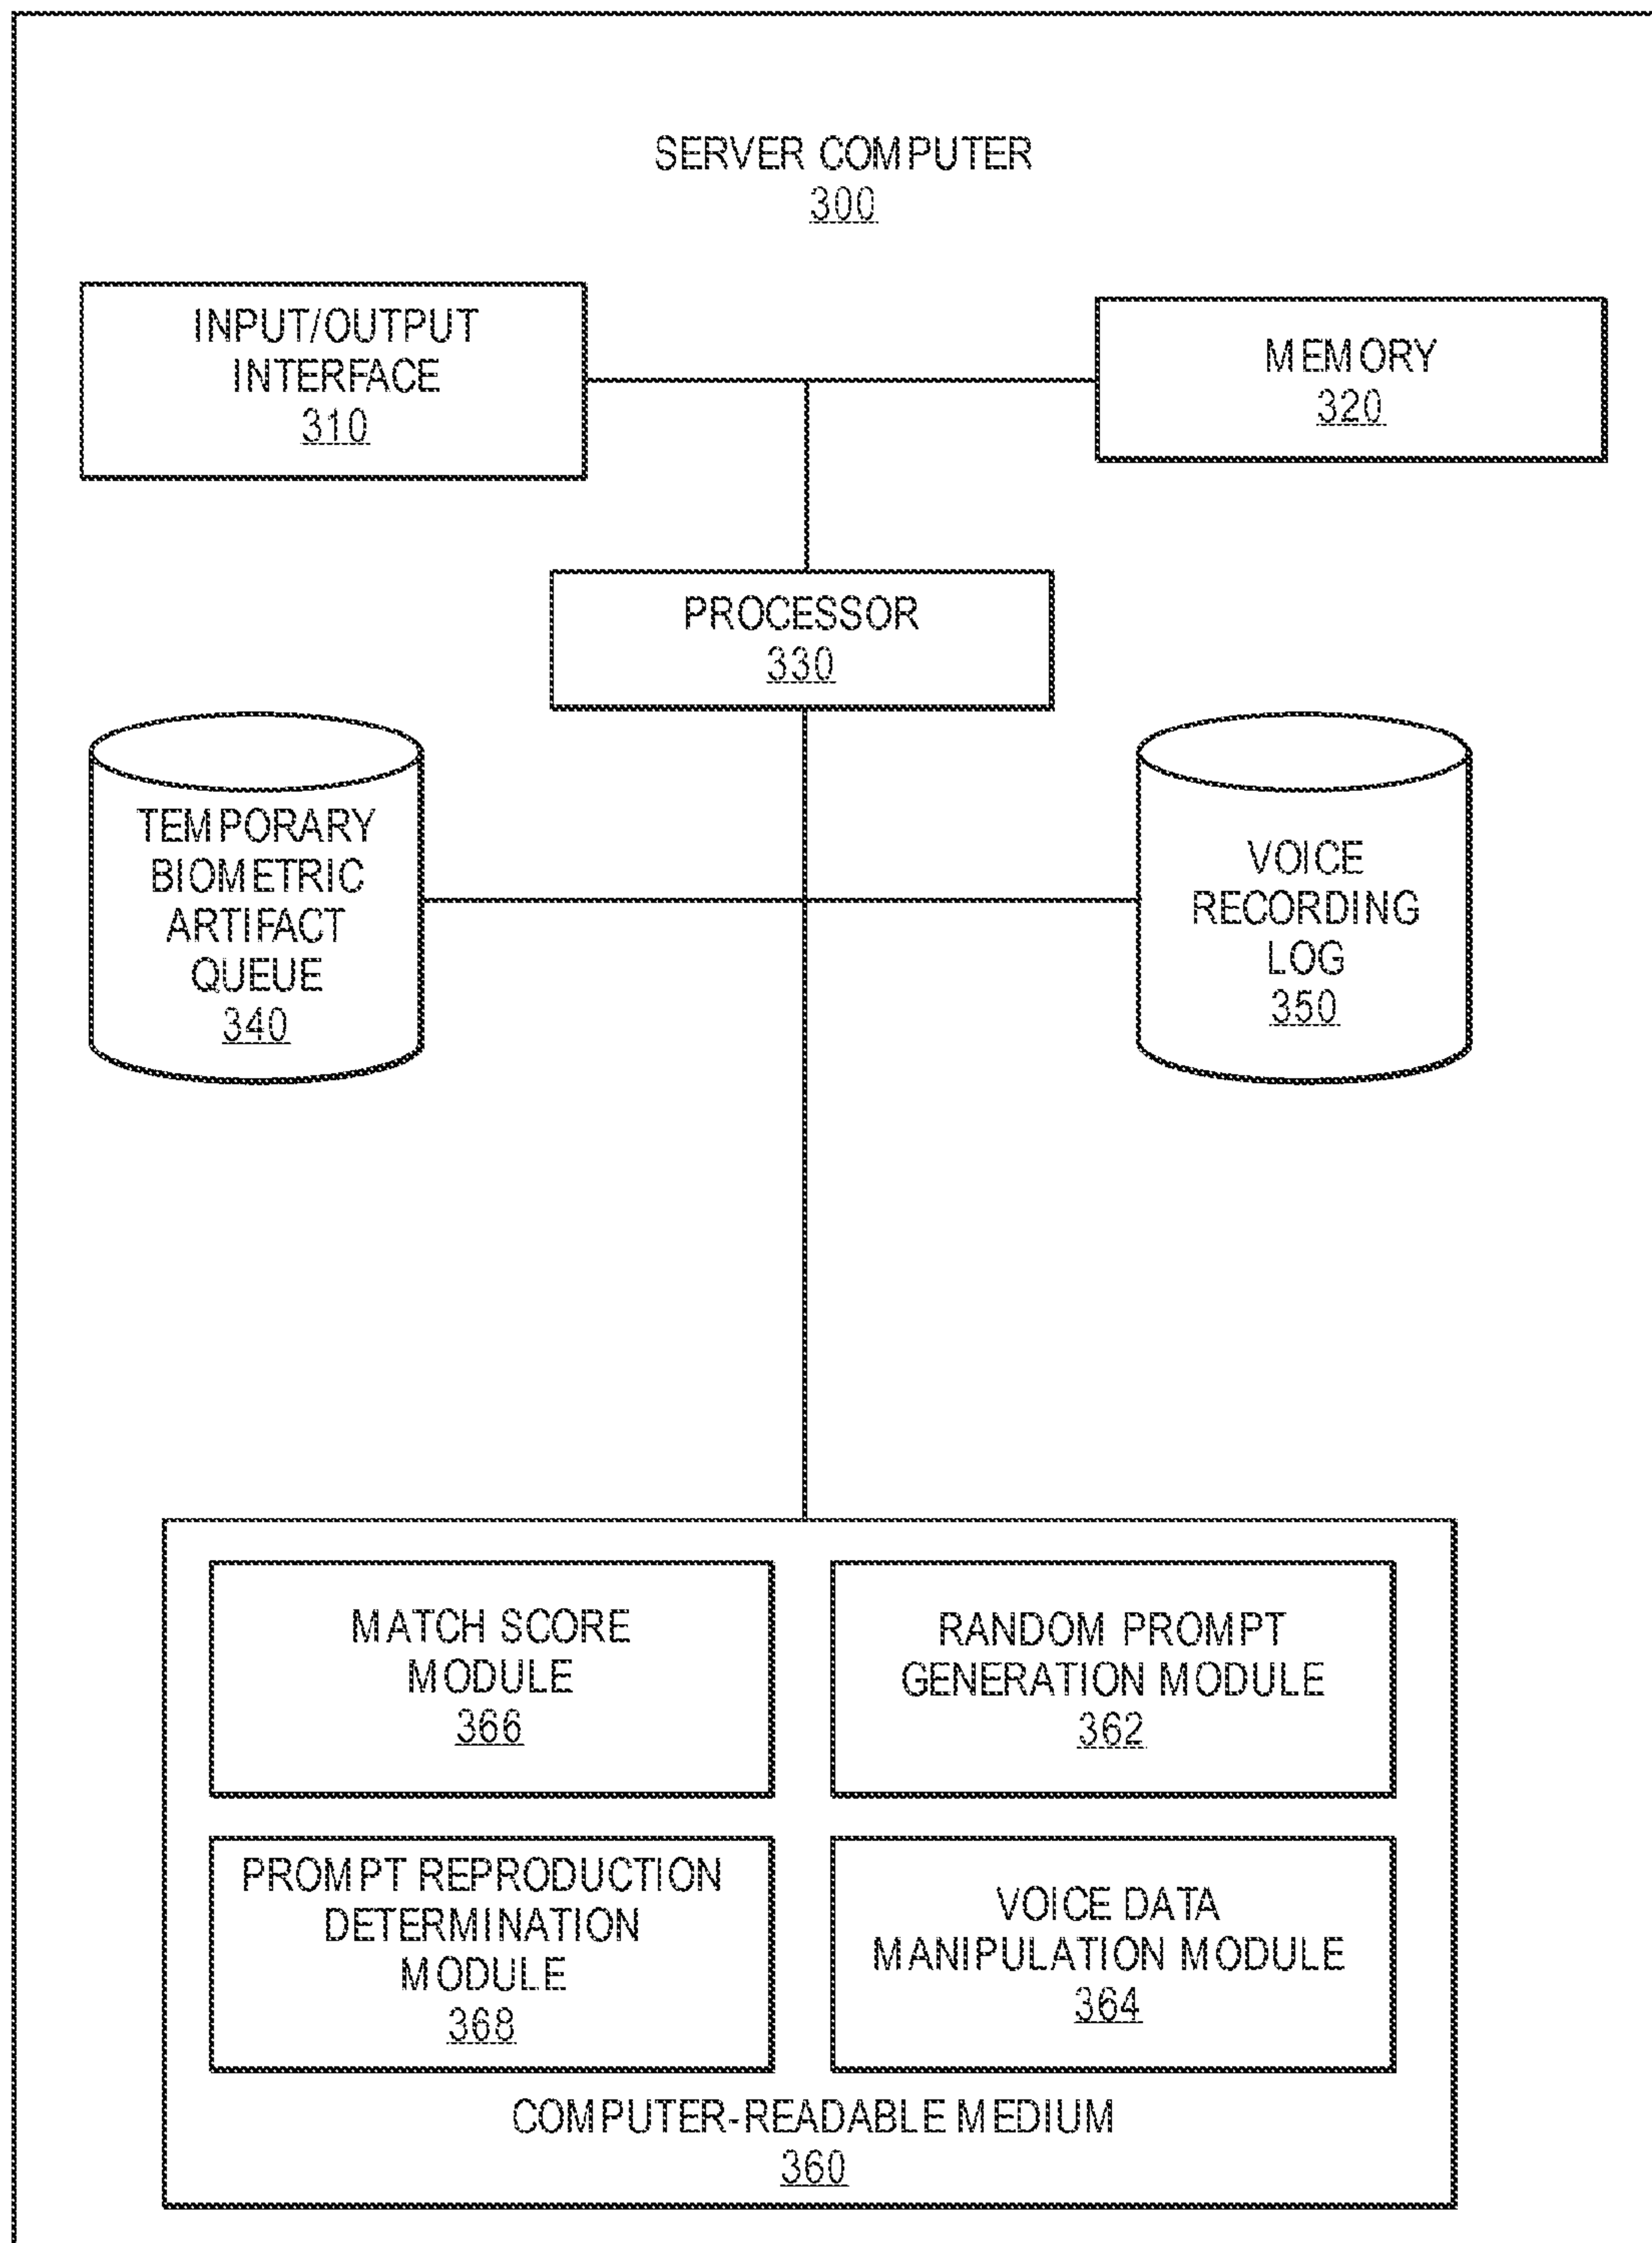 SERVER COMPUTER
300
INPUT/OUTPUT
INTERFACE
310
MEMORY
320
PROCESSOR
330
TEMPORARY
BIOMETRIC
ARTIFACT
QUEUE
340
VOICE
RECORDING
LOG
350
MATCH SCORE
MODULE
366
RANDOM PROMPT
GENERATION MODULE
362
PROMPT REPRODUCTION
DETERMINATION
MODULE
368
VOICE DATA
MANIPULATION MODULE
364
COMPUTER-READABLE MEDIUM
360